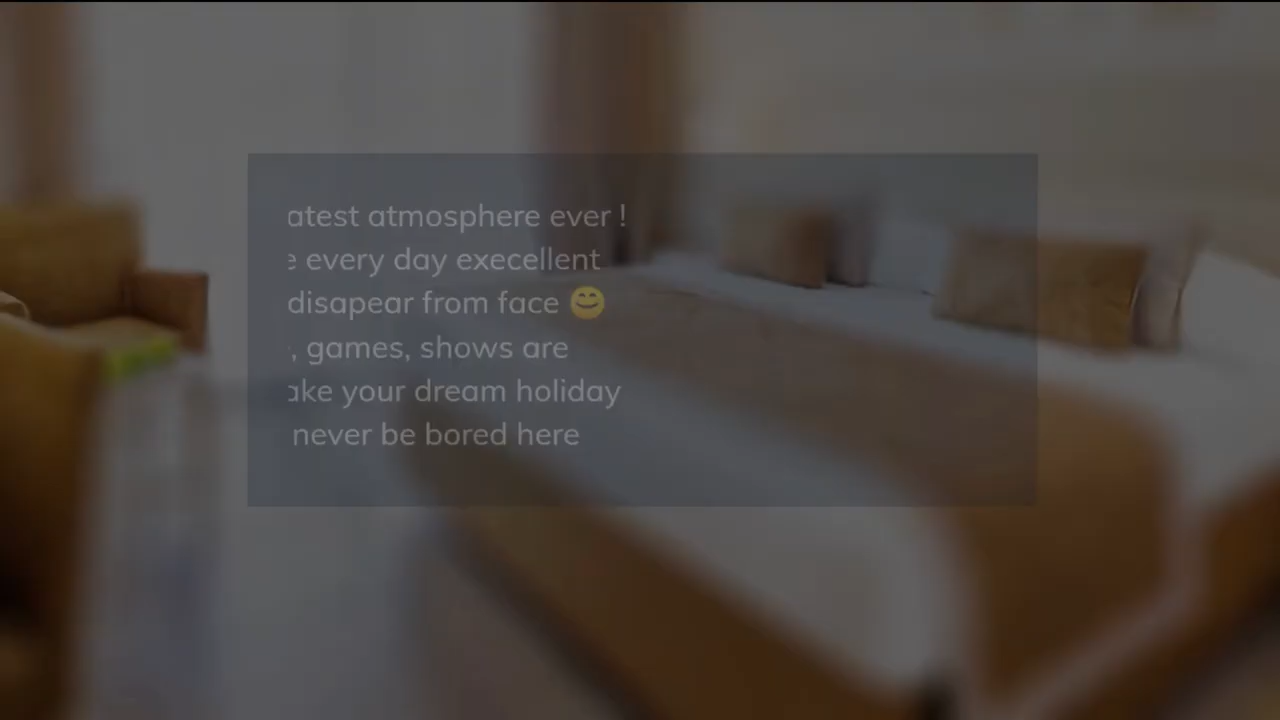 atest atmosphere ever !
every day execellent
disapear from face 😊
, games, shows are
ake your dream holiday
never be bored here